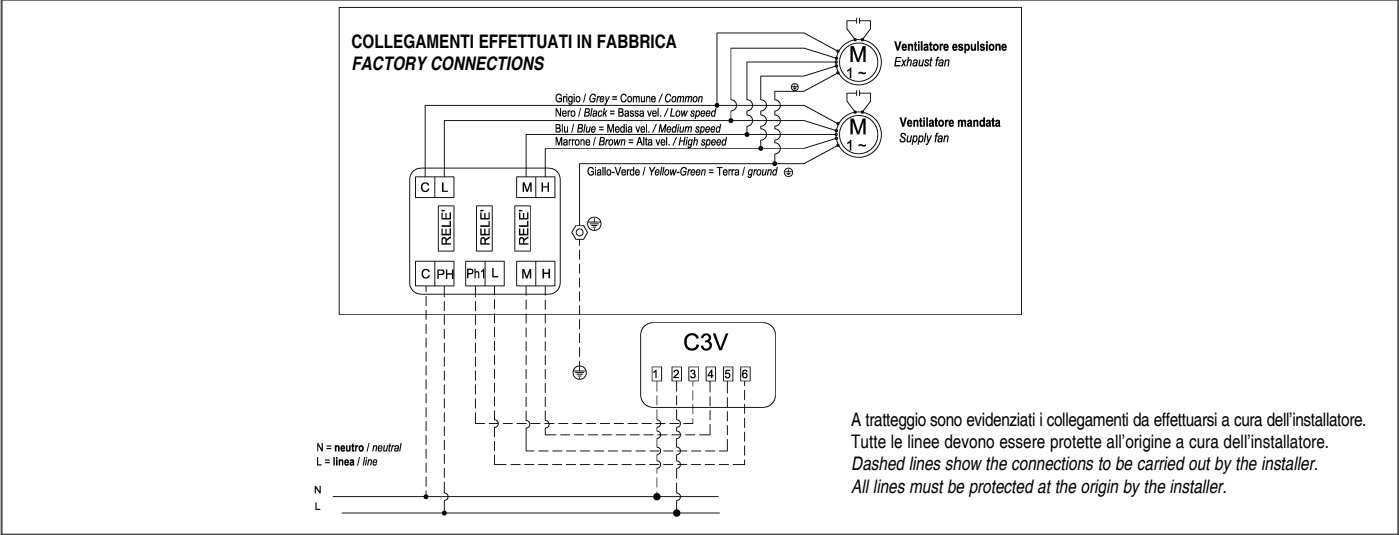 COLLEGAMENTI EFFETTUATI IN FABBRICA
FACTORY CONNECTIONS
M
1 ~
Ventilatore espulsione
Exhaust fan
Grigio / Grey = Comune / Common
Nero / Black = Bassa vel. / Low speed
Blu / Blue = Media vel. / Medium speed
Marrone / Brown = Alta vel. / High speed
M
1 ~
Ventilatore mandata
Supply fan
Giallo-Verde / Yellow-Green = Terra / ground
C L M H
RELE' RELE' RELE'
C PH Ph1 L M H
C3V
1 2 3 4 5 6
A tratteggio sono evidenziati i collegamenti da effettuarsi a cura dell'installatore.
Tutte le linee devono essere protette all'origine a cura dell'installatore.
Dashed lines show the connections to be carried out by the installer.
All lines must be protected at the origin by the installer.
N = neutro / neutral
L = linea / line
N
L